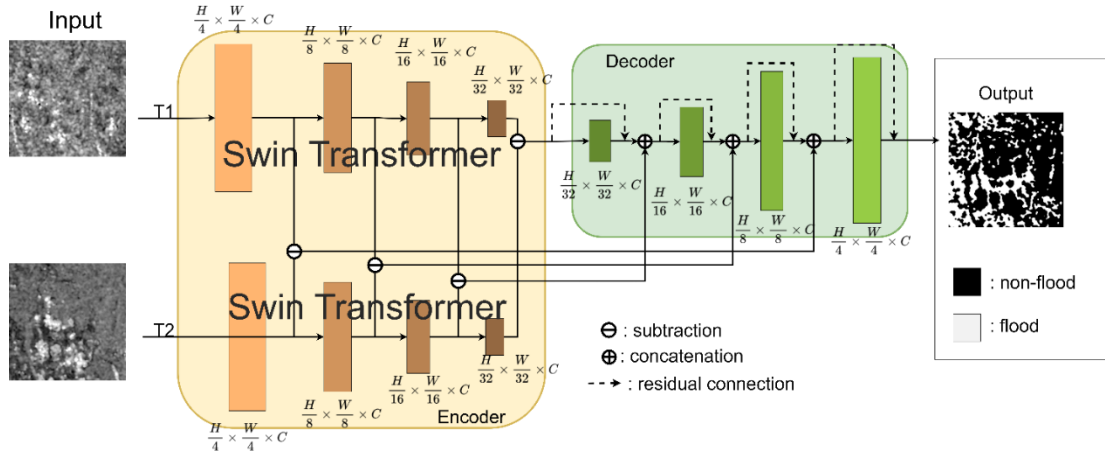 Input
T1
T2
H/4 × W/4 × C
H/8 × W/8 × C
H/16 × W/16 × C
H/32 × W/32 × C
Swin Transformer
Swin Transformer
H/32 × W/32 × C
H/16 × W/16 × C
H/8 × W/8 × C
H/4 × W/4 × C
Encoder
Decoder
H/32 × W/32 × C
H/16 × W/16 × C
H/8 × W/8 × C
H/4 × W/4 × C
⊖ : subtraction
⊕ : concatenation
: residual connection
Output
: non-flood
: flood